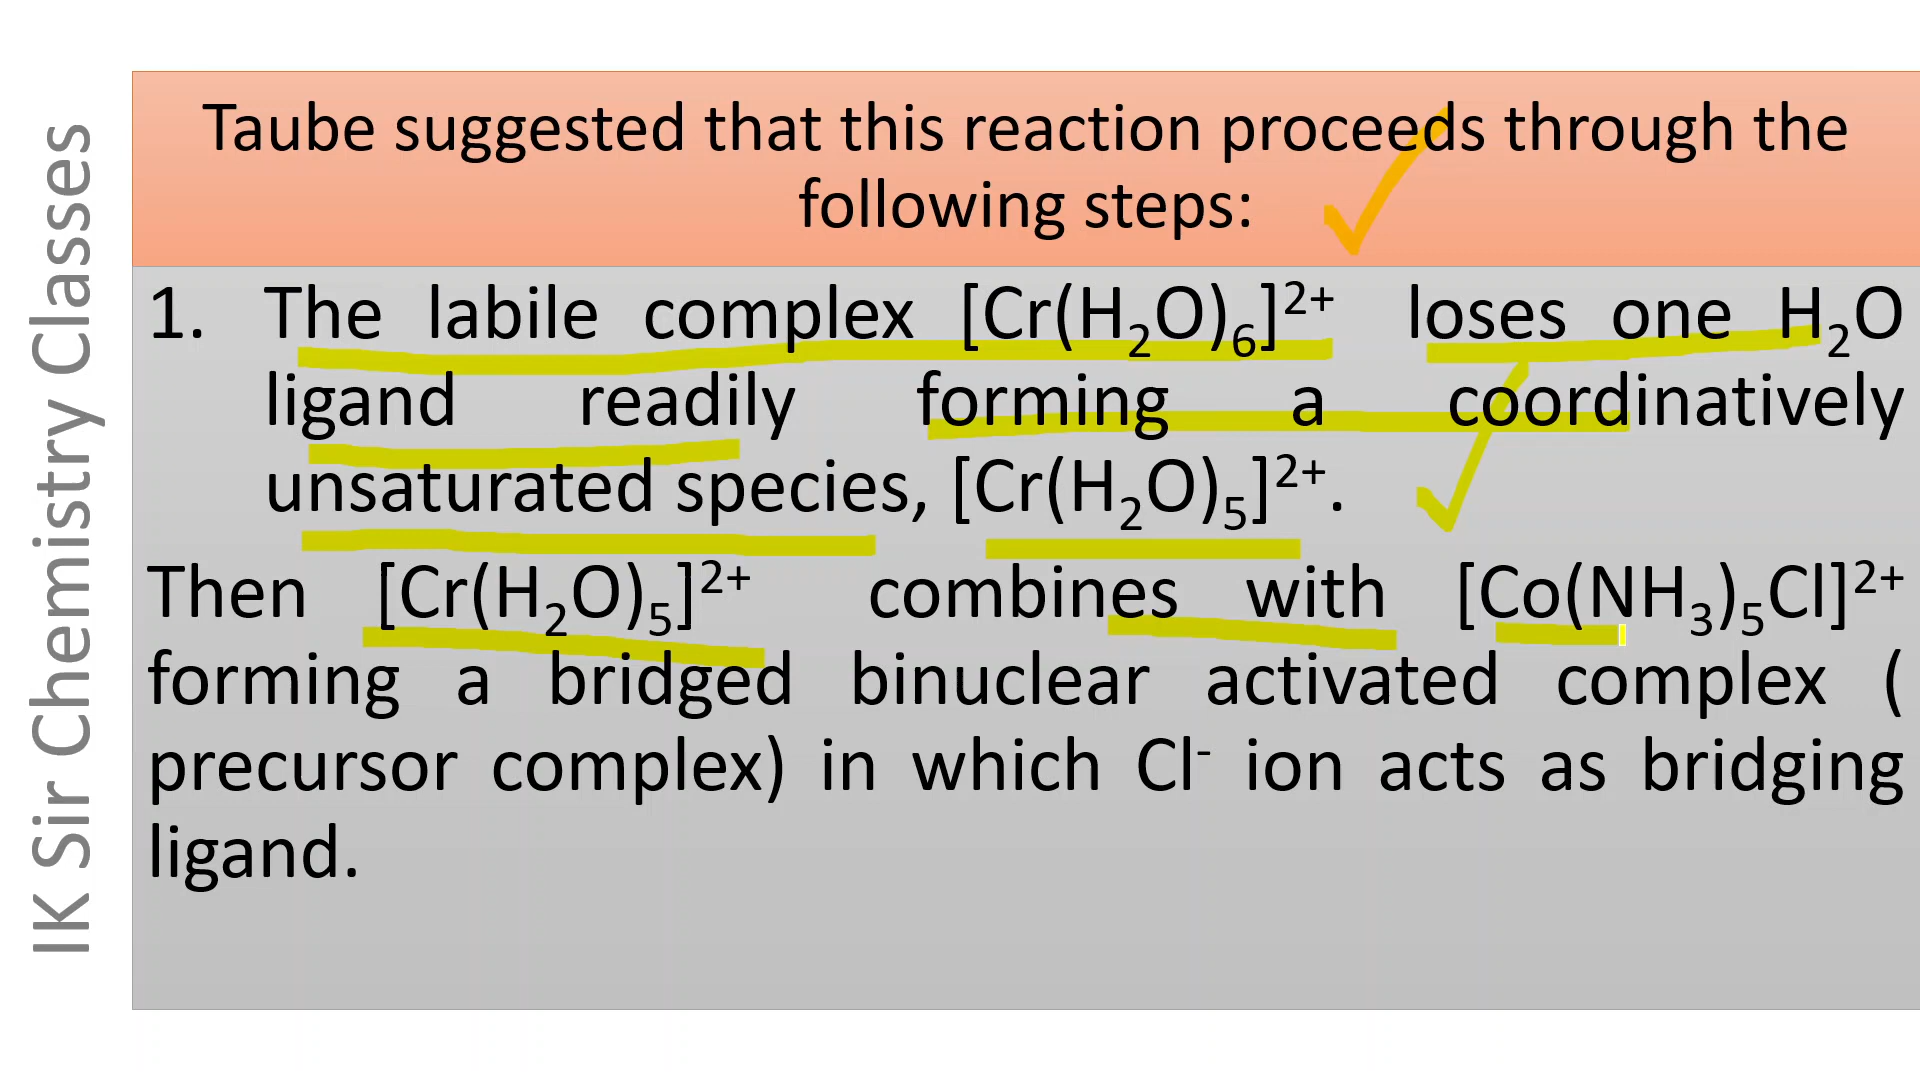 IK Sir Chemistry Classes
Taube suggested that this reaction proceeds through the
following steps:
1. The labile complex [Cr(H₂O)₆]²⁺ loses one H₂O
ligand readily forming a coordinatively
unsaturated species, [Cr(H₂O)₅]²⁺.
Then [Cr(H₂O)₅]²⁺ combines with [Co(NH₃)₅Cl]²⁺
forming a bridged binuclear activated complex (
precursor complex) in which Cl⁻ ion acts as bridging
ligand.